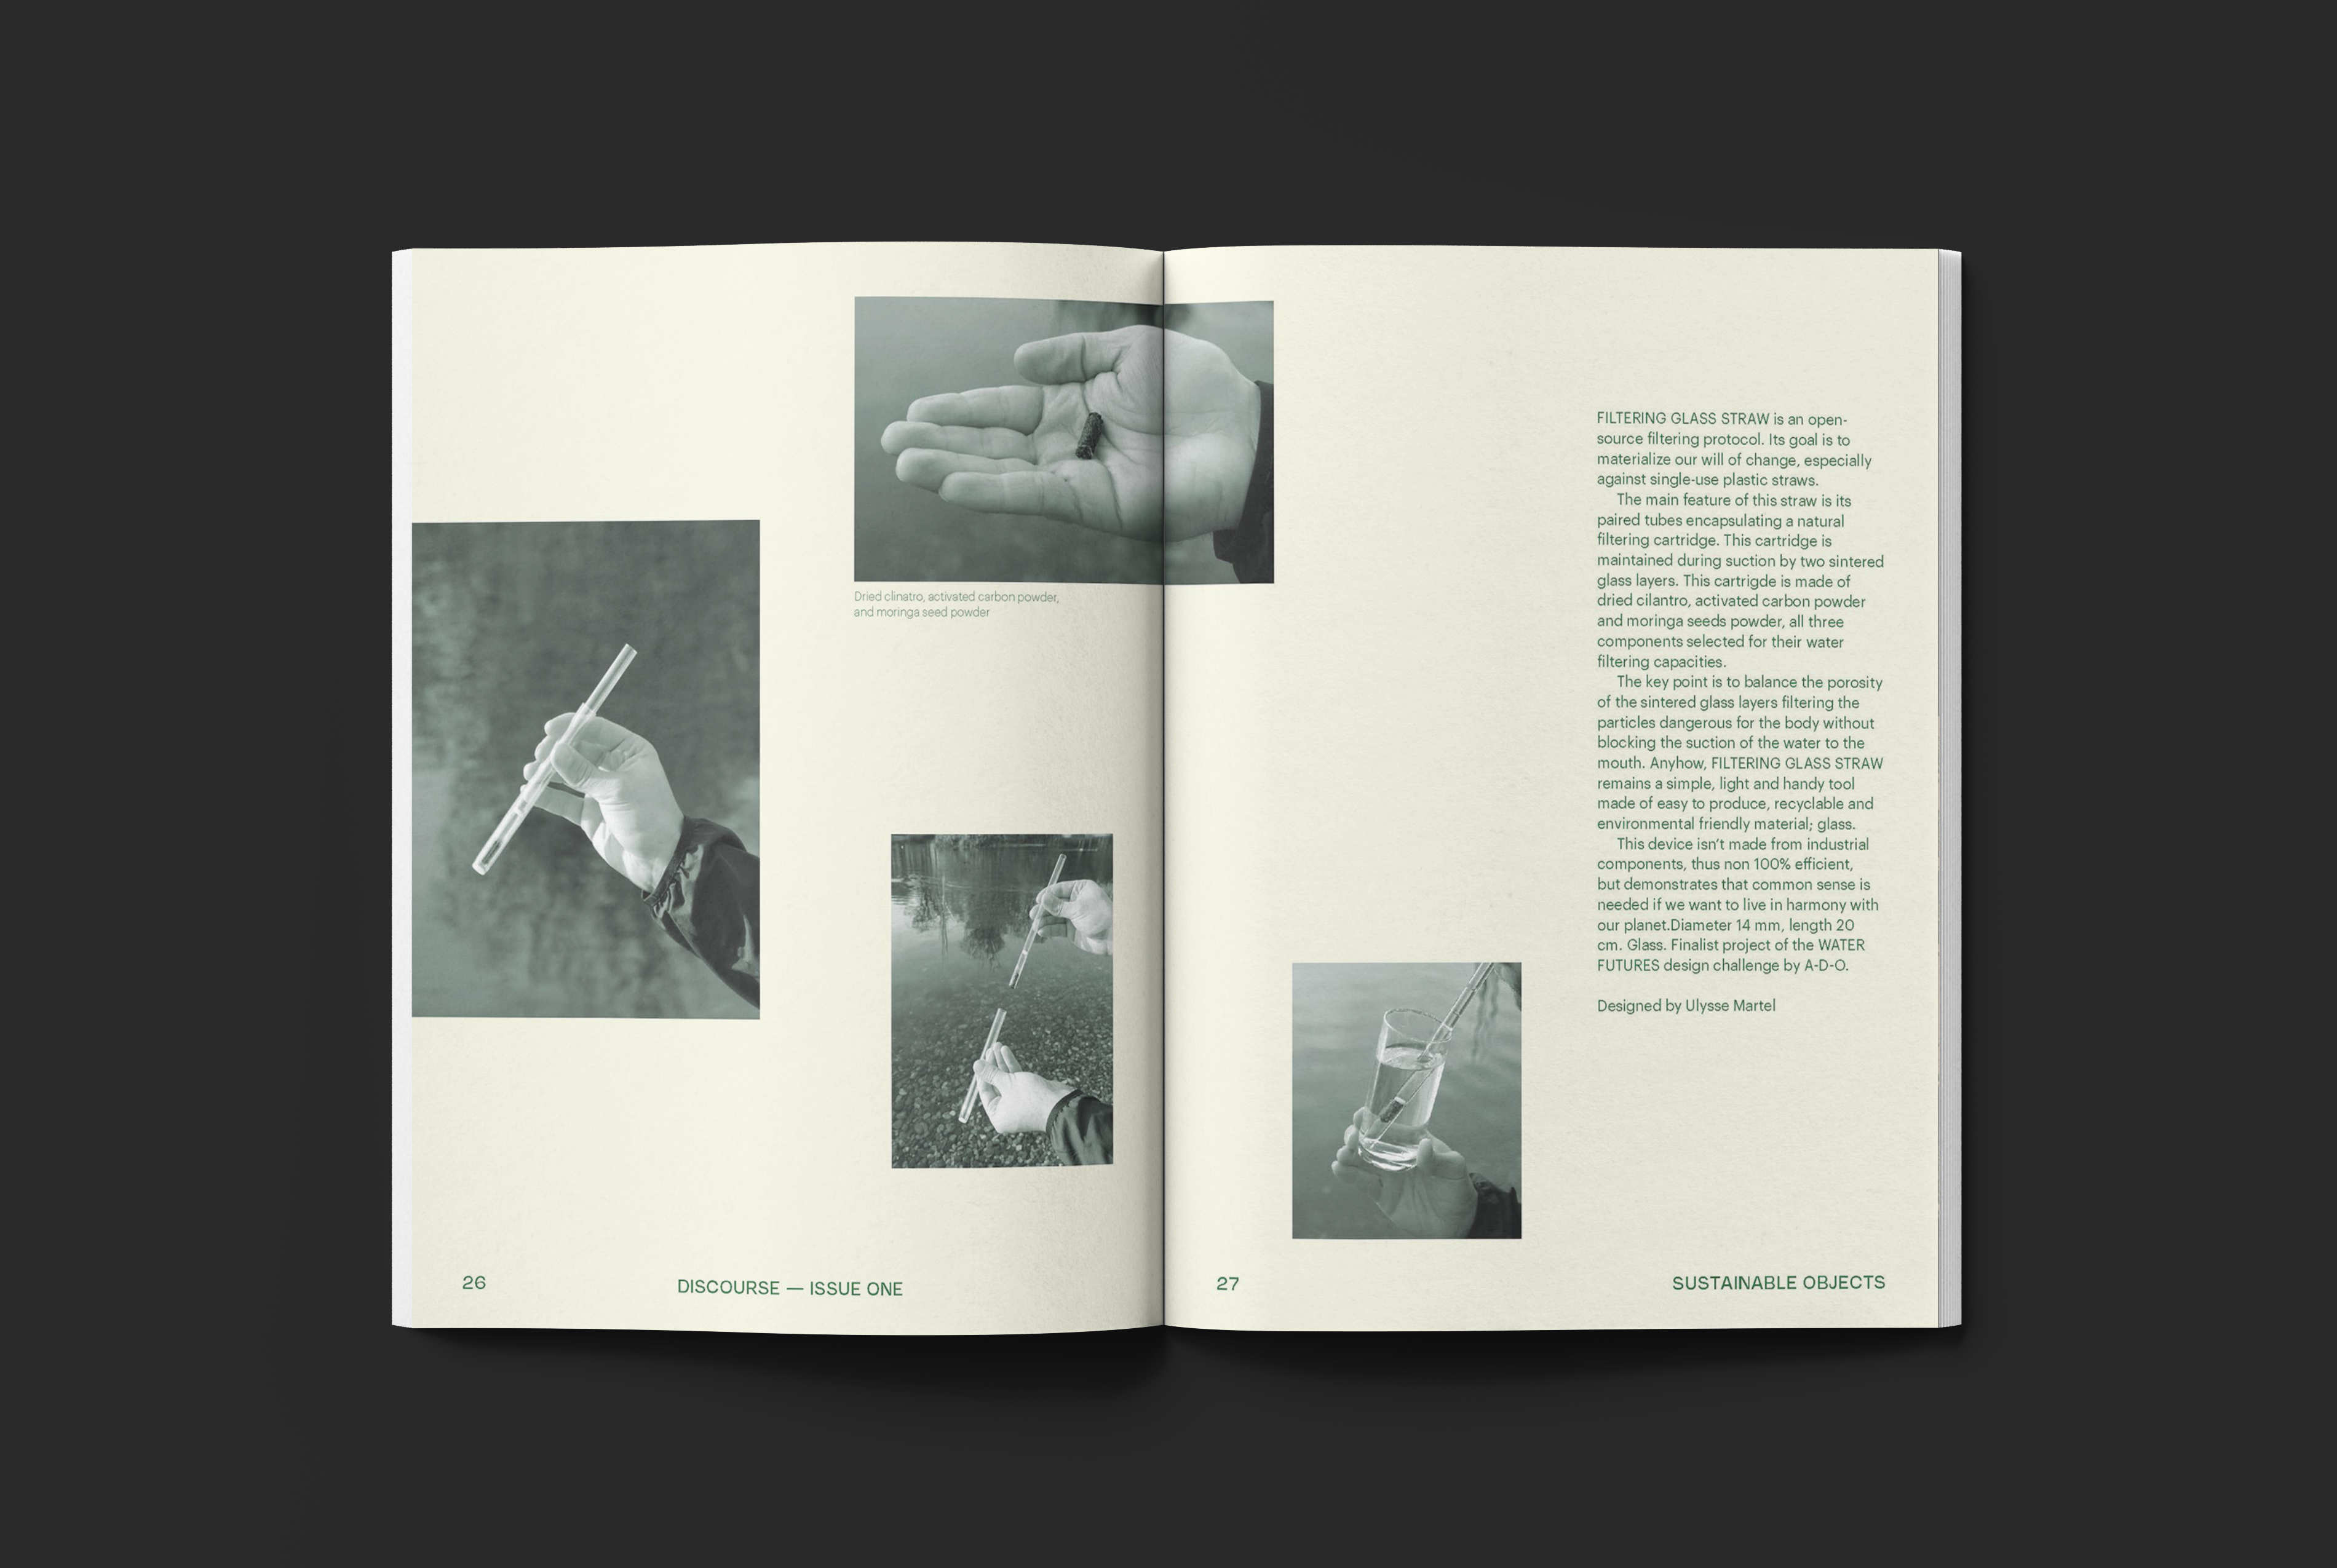 Dried clinatro, activated carbon powder,
and moringa seed powder
26
DISCOURSE — ISSUE ONE
FILTERING GLASS STRAW is an open-
source filtering protocol. Its goal is to
materialize our will of change, especially
against single-use plastic straws.
The main feature of this straw is its
paired tubes encapsulating a natural
filtering cartridge. This cartridge is
maintained during suction by two sintered
glass layers. This cartrigde is made of
dried cilantro, activated carbon powder
and moringa seeds powder, all three
components selected for their water
filtering capacities.
The key point is to balance the porosity
of the sintered glass layers filtering the
particles dangerous for the body without
blocking the suction of the water to the
mouth. Anyhow, FILTERING GLASS STRAW
remains a simple, light and handy tool
made of easy to produce, recyclable and
environmental friendly material; glass.
This device isn’t made from industrial
components, thus non 100% efficient,
but demonstrates that common sense is
needed if we want to live in harmony with
our planet.Diameter 14 mm, length 20
cm. Glass. Finalist project of the WATER
FUTURES design challenge by A-D-O.
Designed by Ulysse Martel
27
SUSTAINABLE OBJECTS